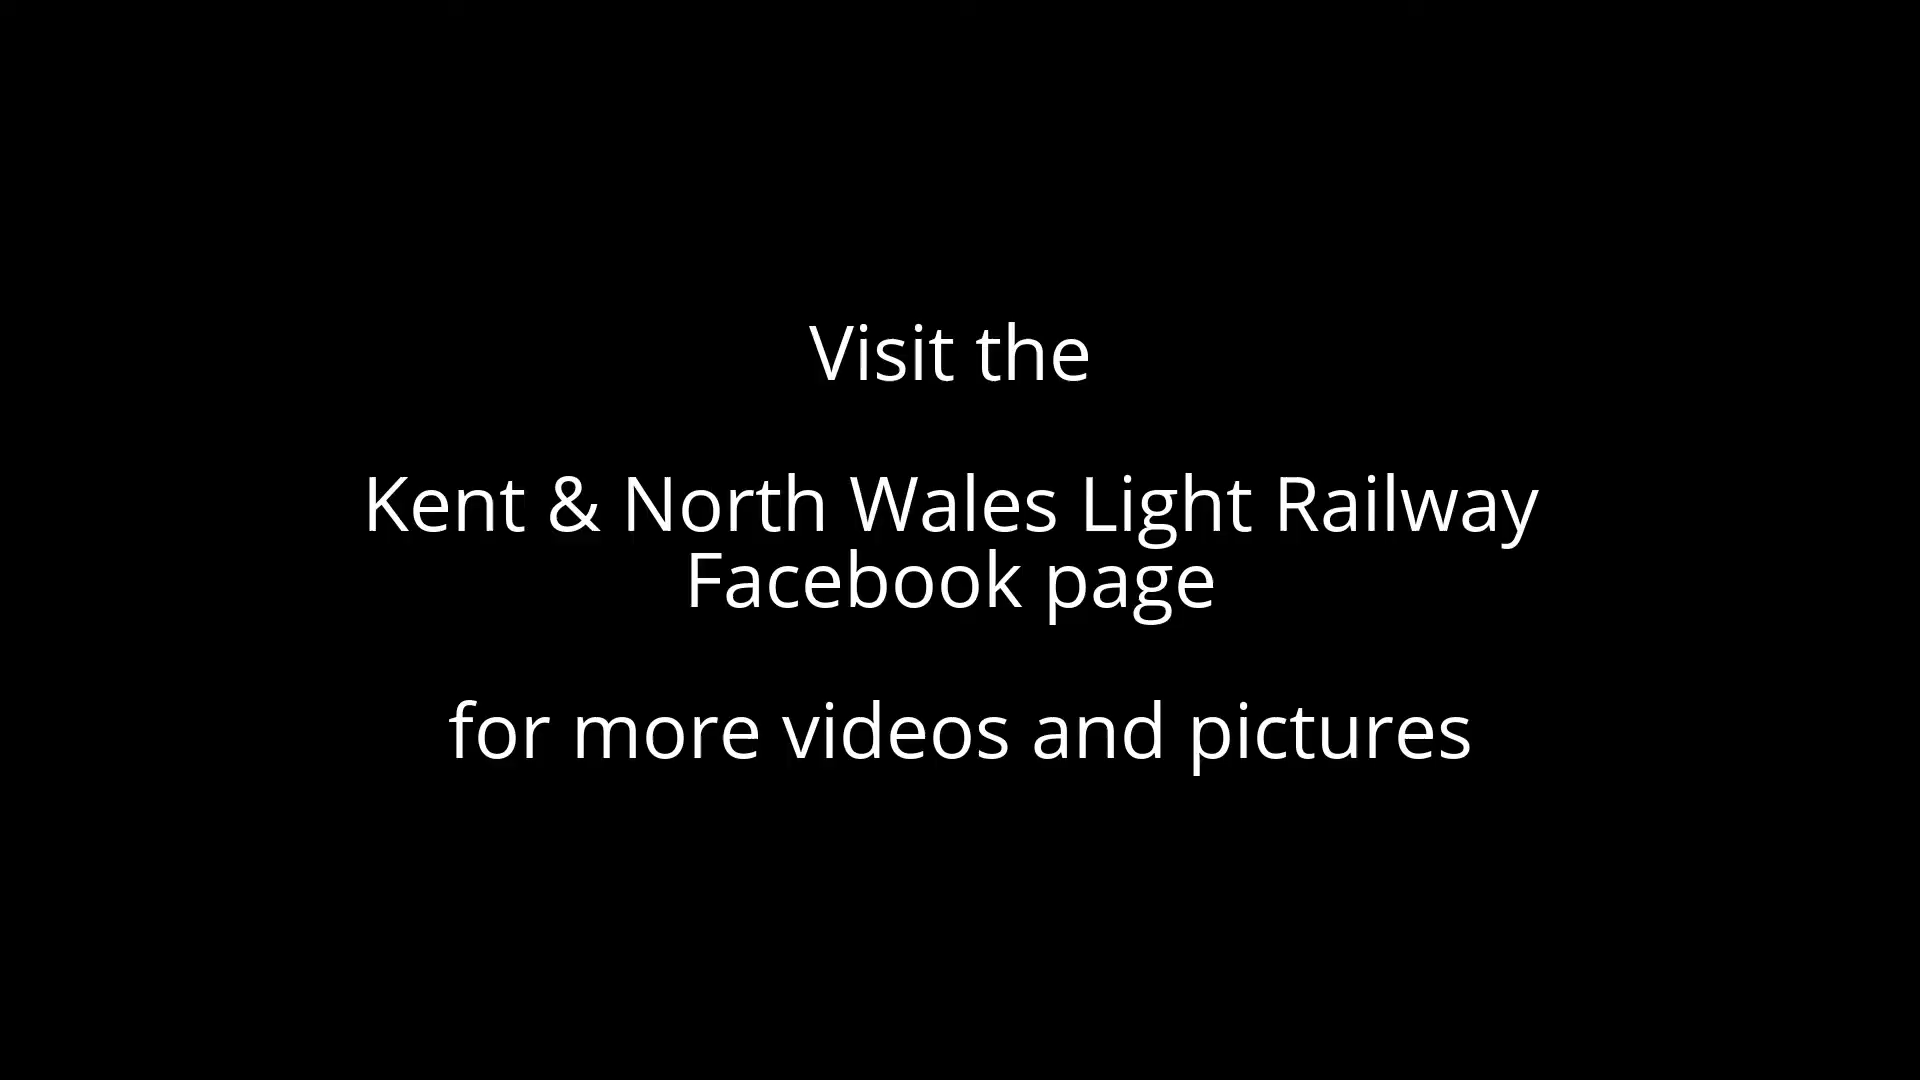 Visit the
Kent & North Wales Light Railway
Facebook page
for more videos and pictures